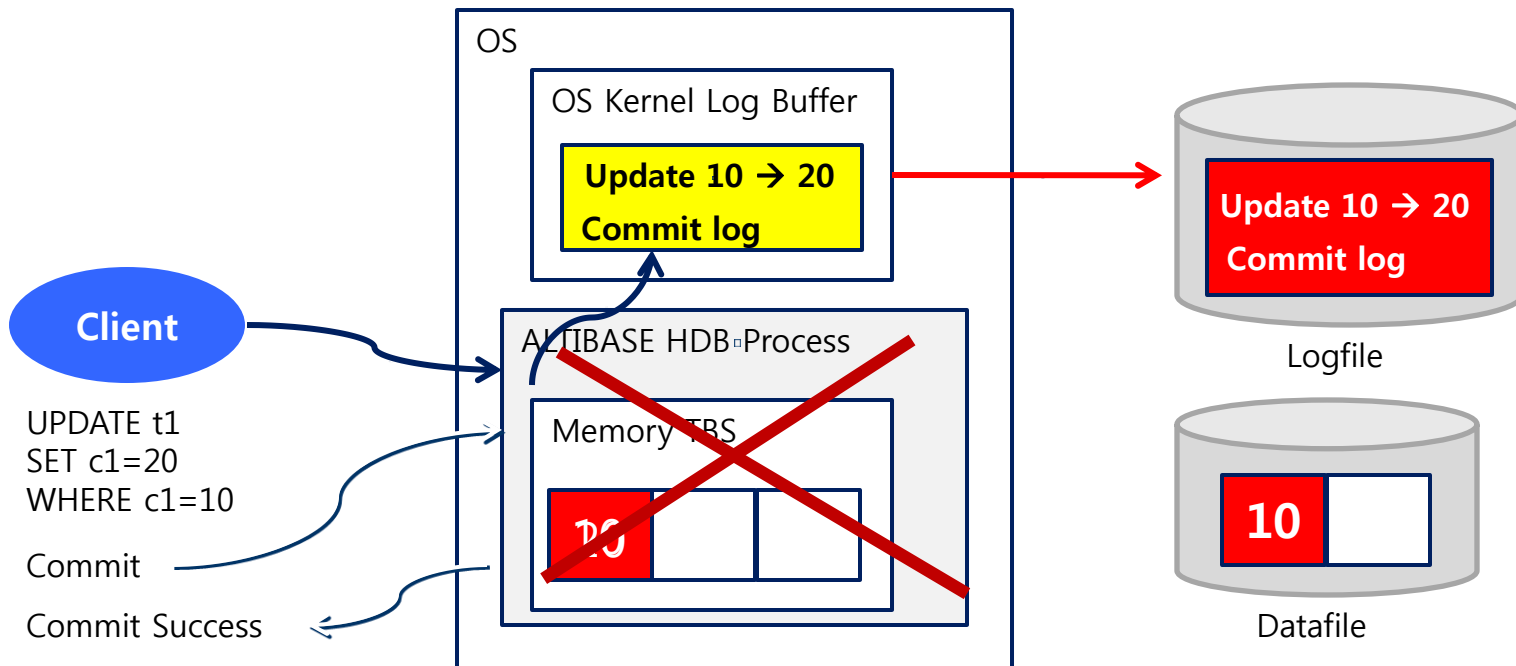 OS
OS Kernel Log Buffer
Update 10 → 20
Commit log
Client
UPDATE t1
SET c1=20
WHERE c1=10
Commit
Commit Success
ALTIBASE HDB Process
Memory TBS
Update 10 → 20
Commit log
Logfile
10
Datafile